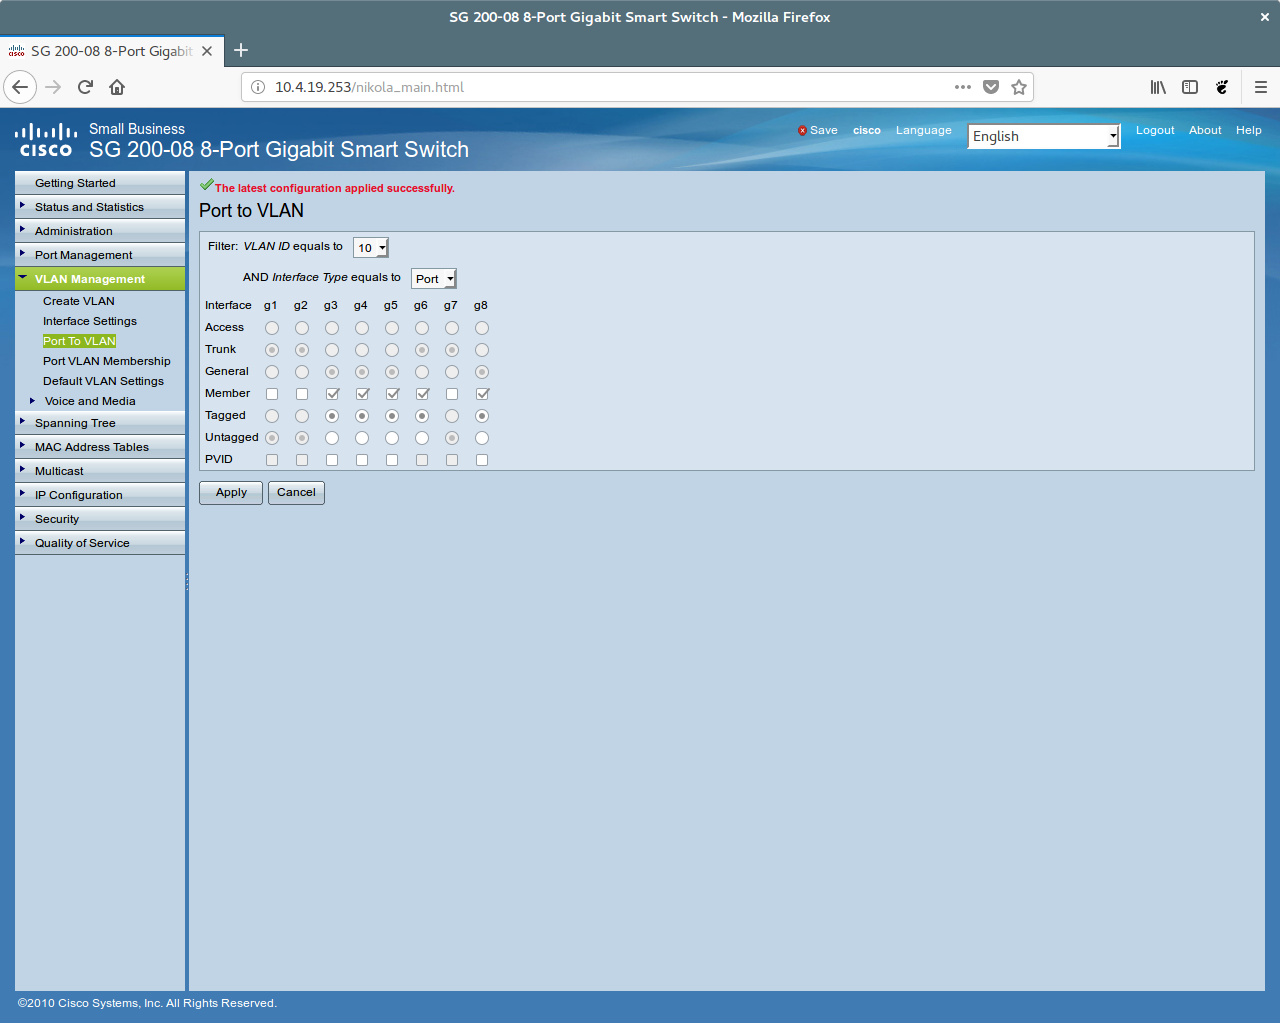 SG 200-08 8-Port Gigabit Smart Switch - Mozilla Firefox
SG 200-08 8-Port Gigabit
10.4.19.253/nikola_main.html
Small Business
cisco
SG 200-08 8-Port Gigabit Smart Switch
Save cisco Language English Logout About Help
Getting Started
Status and Statistics
Administration
Port Management
VLAN Management
Create VLAN
Interface Settings
Port To VLAN
Port VLAN Membership
Default VLAN Settings
Voice and Media
Spanning Tree
MAC Address Tables
Multicast
IP Configuration
Security
Quality of Service
The latest configuration applied successfully.
Port to VLAN
Filter: VLAN ID equals to 10
AND Interface Type equals to Port
Interface g1 g2 g3 g4 g5 g6 g7 g8
Access
Trunk
General
Member
Tagged
Untagged
PVID
Apply Cancel
©2010 Cisco Systems, Inc. All Rights Reserved.